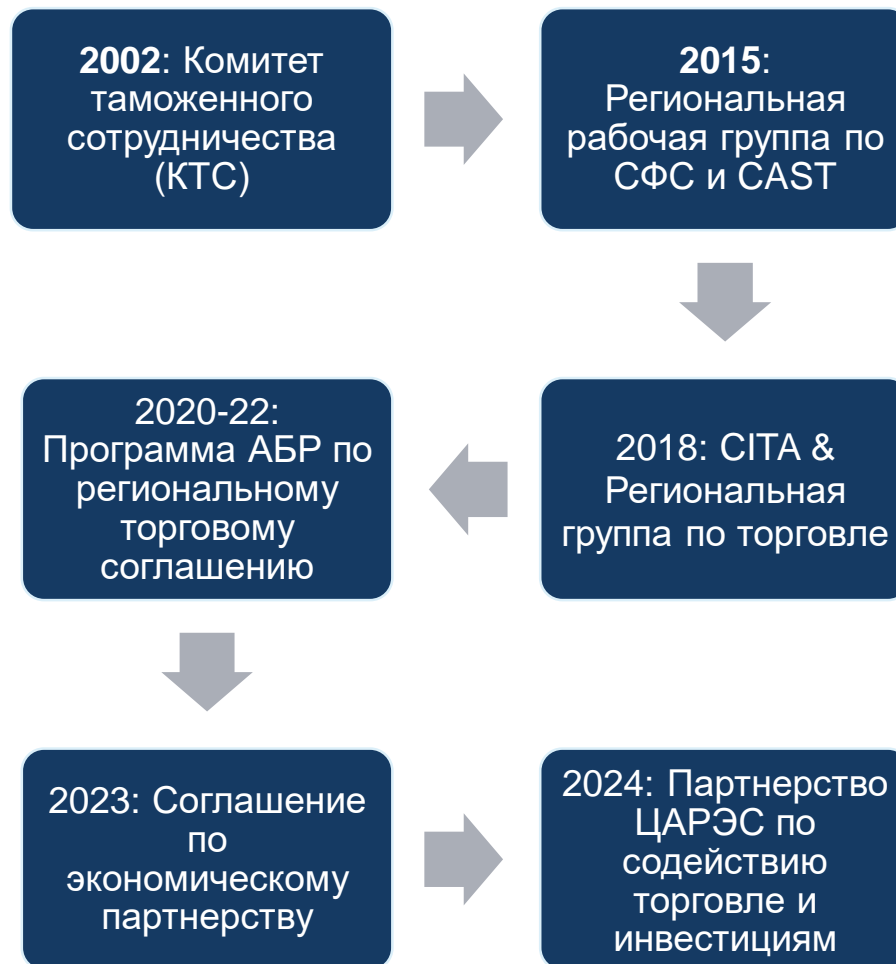 2002: Комитет
таможенного
сотрудничества
(КТС)
2015:
Региональная
рабочая группа по
СФС и CAST
2018: CITA &
Региональная
группа по торговле
2020-22:
Программа АБР по
региональному
торговому
соглашению
2023: Соглашение
по
экономическому
партнерству
2024: Партнерство
ЦАРЭС по
содействию
торговле и
инвестициям